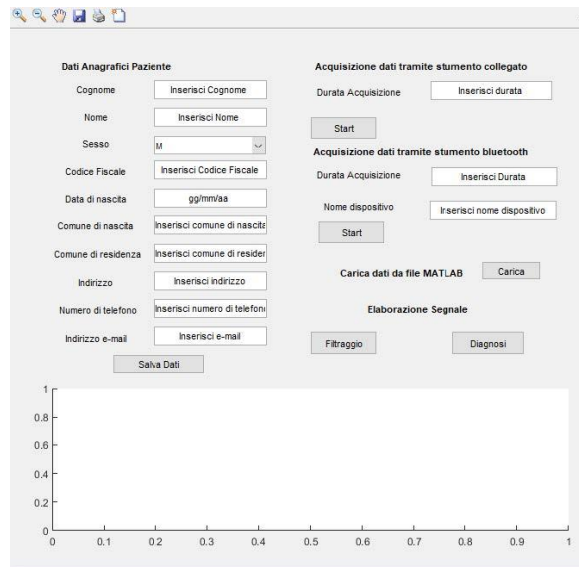 Dati Anagrafici Paziente
Cognome
Inserisci Cognome
Nome
Inserisci Nome
Sesso
M
Codice Fiscale
Inserisci Codice Fiscale
Data di nascita
gg/mm/aa
Comune di nascita
Inserisci comune di nascita
Comune di residenza
Inserisci comune di resider
Indirizzo
Inserisci indirizzo
Numero di telefono
Inserisci numero di telefono
Indirizzo e-mail
Inserisci e-mail
Salva Dati
Acquisizione dati tramite stumento collegato
Durata Acquisizione
Inserisci durata
Start
Acquisizione dati tramite stumento bluetooth
Durata Acquisizione
Inserisci Durata
Nome dispositivo
Inserisci nome dispositivo
Start
Carica dati da file MATLAB
Carica
Elaborazione Segnale
Filtraggio
Diagnosi
1
0.8
0.6
0.4
0.2
0
0 0.1 0.2 0.3 0.4 0.5 0.6 0.7 0.8 0.9 1